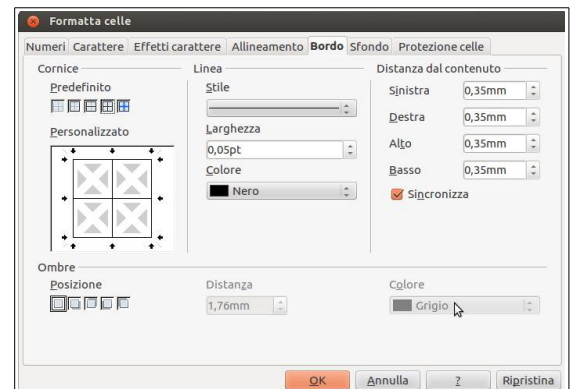 Formatta celle
Numeri Carattere Effetti carattere Allineamento Bordo Sfondo Protezione celle
Cornice
Predefinito
Personalizzato
Linea
Stile
Larghezza
0,05pt
Colore
Nero
Distanza dal contenuto
Sinistra 0,35mm
Destra 0,35mm
Alto 0,35mm
Basso 0,35mm
Sincronizza
Ombre
Posizione
Distanza
1,76mm
Colore
Grigio
OK Annulla ? Ripristina